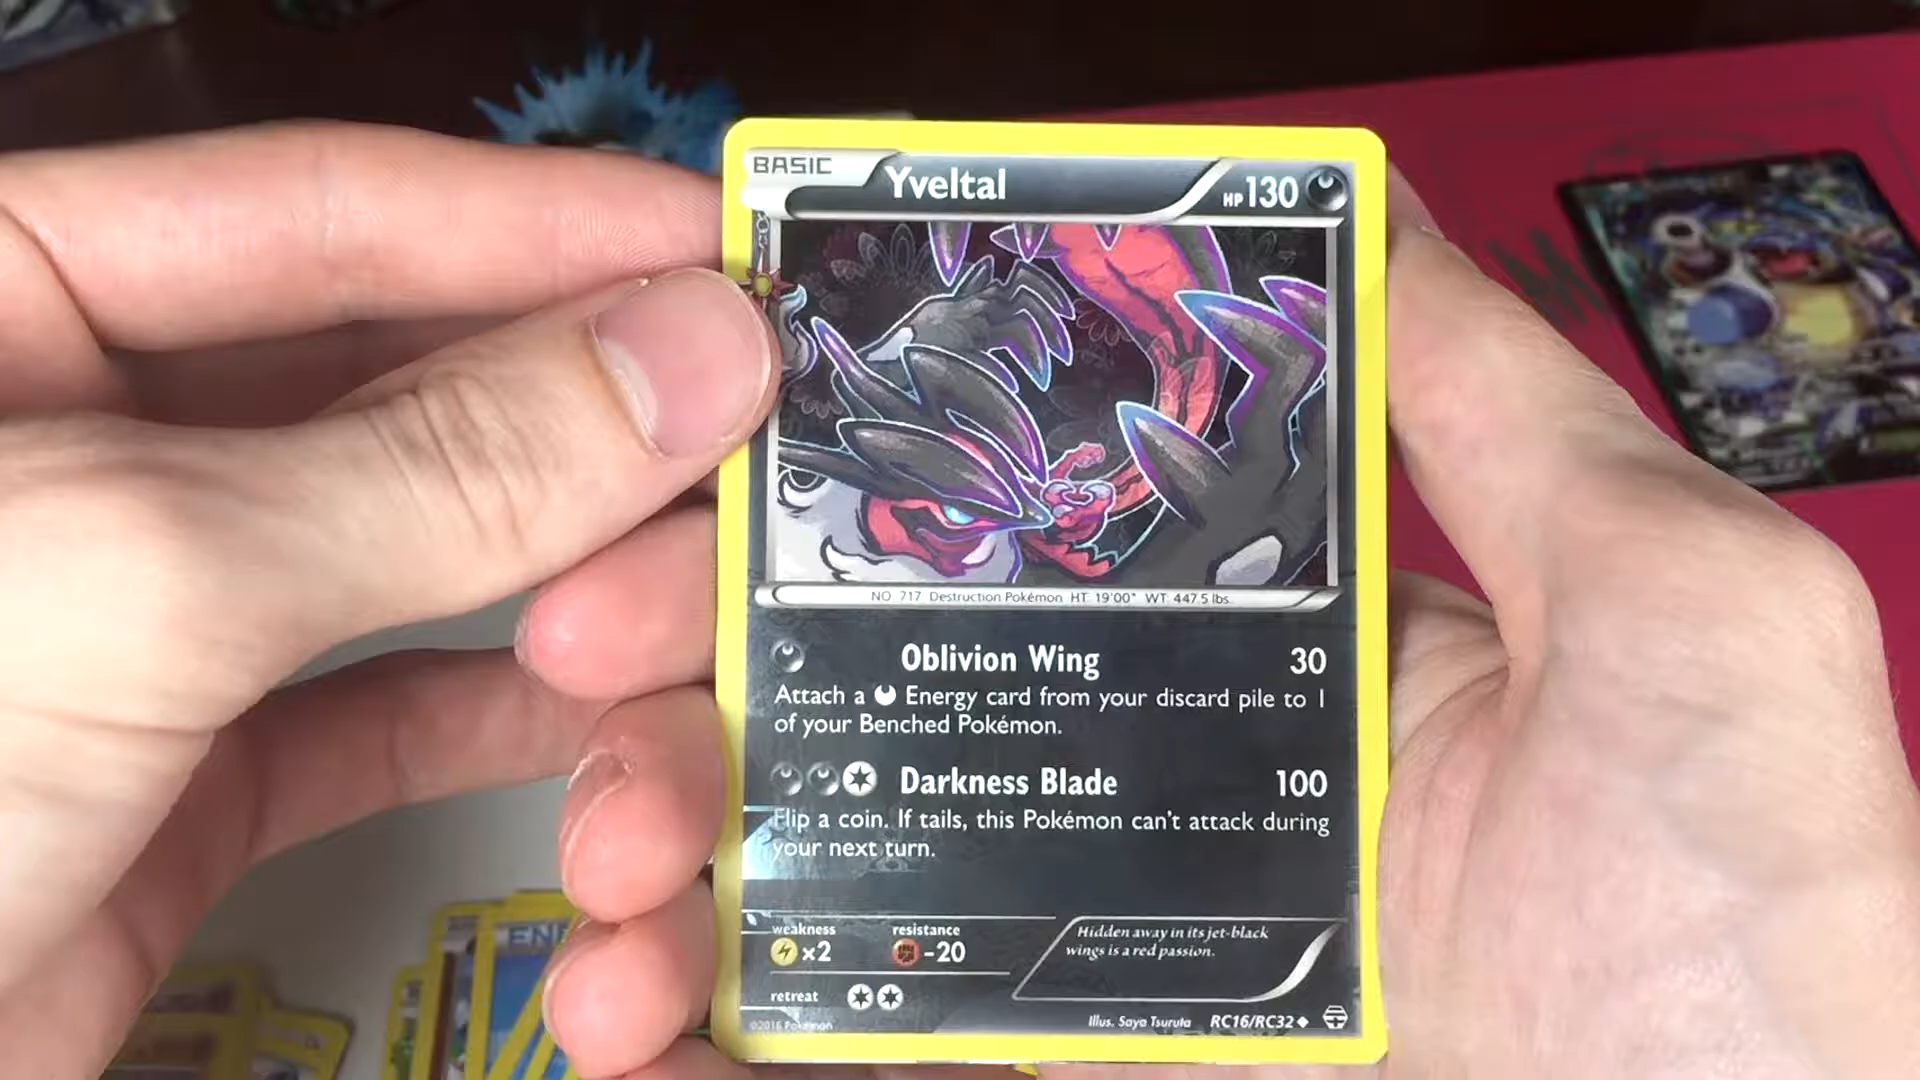 BASIC
Yveltal
HP 130
NO. 717 Destruction Pokémon HT: 19'00" WT: 447.5 lbs.
Oblivion Wing 30
Attach a Energy card from your discard pile to 1
of your Benched Pokémon.
Darkness Blade 100
Flip a coin. If tails, this Pokémon can't attack during
your next turn.
weakness resistance
×2 -20
Hidden away in its jet-black
wings is a red passion.
retreat
©2016 Pokémon
Illus. Saya Tsuruta RC16/RC32
ENE